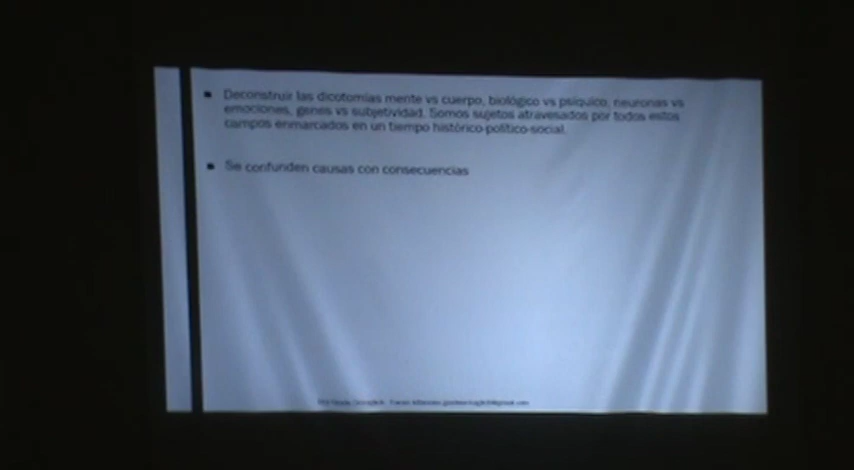 Deconstruir las dicotomías mente vs cuerpo, biológico vs psíquico, neuronas vs
emociones, genes vs subjetividad. Somos sujetos atravesados por todos estos
campos enmarcados en un tiempo histórico-político-social.
Se confunden causas con consecuencias